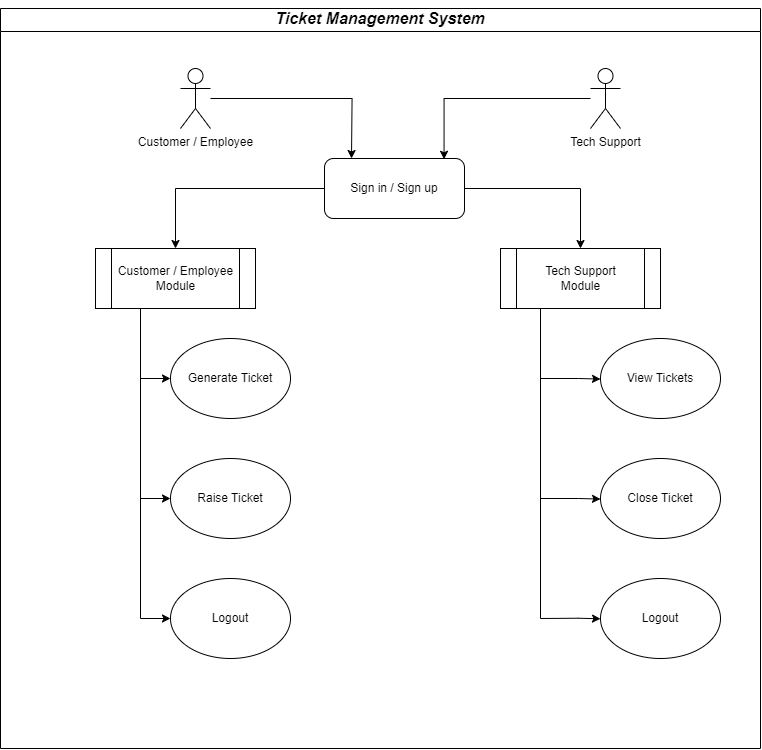 Ticket Management System
Customer / Employee
Tech Support
Sign in / Sign up
Customer / Employee
Module
Tech Support
Module
Generate Ticket
View Tickets
Raise Ticket
Close Ticket
Logout
Logout